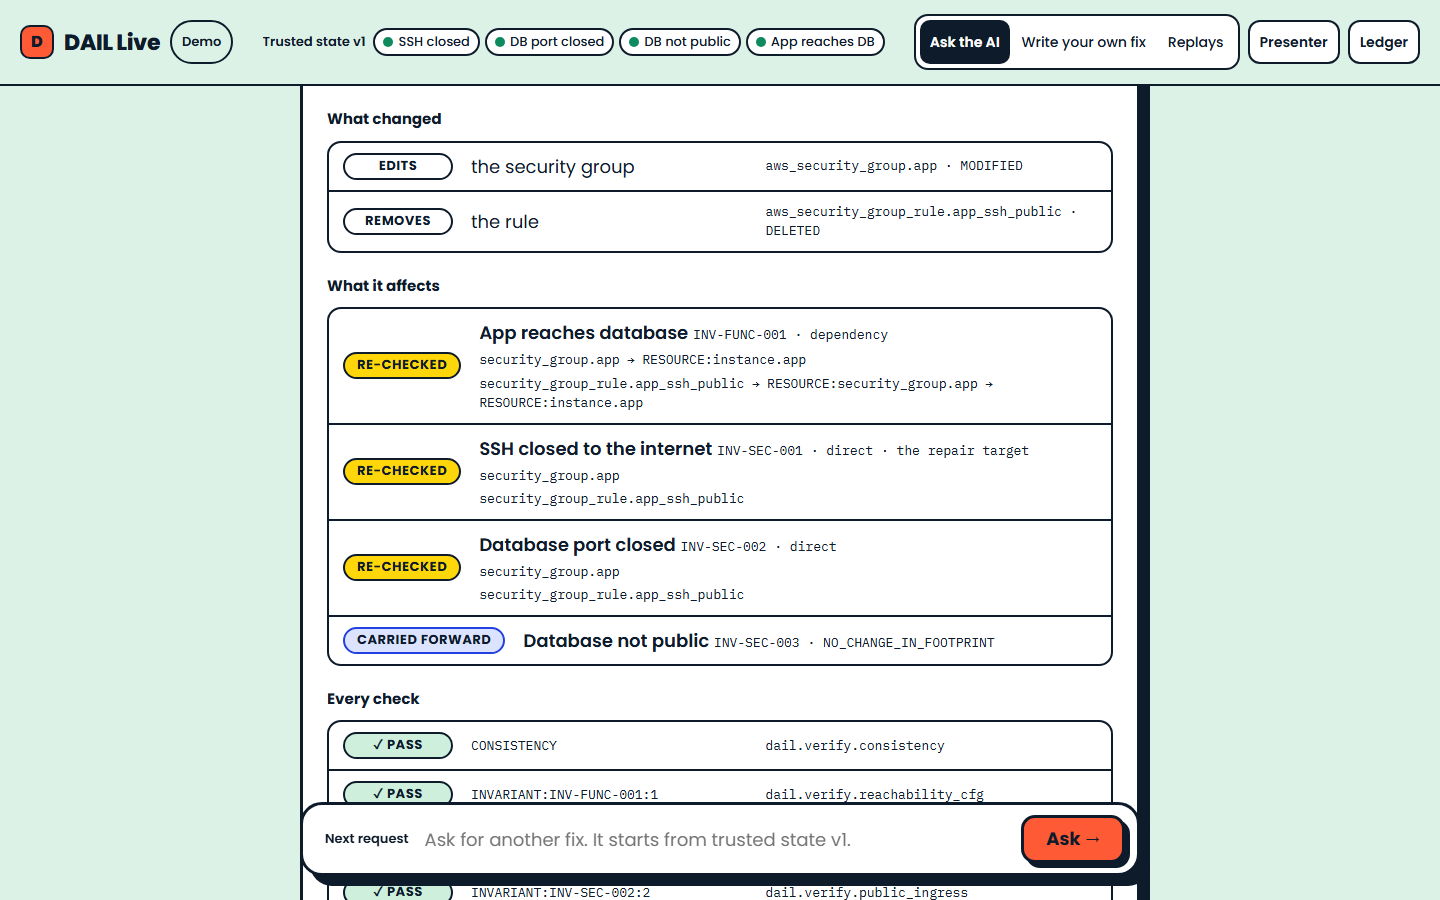 D DAIL Live Demo Trusted state v1 SSH closed DB port closed DB not public App reaches DB Ask the AI Write your own fix Replays Presenter Ledger
What changed
EDITS the security group aws_security_group.app · MODIFIED
REMOVES the rule aws_security_group_rule.app_ssh_public ·
DELETED
What it affects
App reaches database INV-FUNC-001 · dependency
RE-CHECKED security_group.app → RESOURCE:instance.app
security_group_rule.app_ssh_public → RESOURCE:security_group.app →
RESOURCE:instance.app
SSH closed to the internet INV-SEC-001 · direct · the repair target
RE-CHECKED security_group.app
security_group_rule.app_ssh_public
Database port closed INV-SEC-002 · direct
RE-CHECKED security_group.app
security_group_rule.app_ssh_public
CARRIED FORWARD Database not public INV-SEC-003 · NO_CHANGE_IN_FOOTPRINT
Every check
✓ PASS CONSISTENCY dail.verify.consistency
✓ PASS INVARIANT:INV-FUNC-001:1 dail.verify.reachability_cfg
Next request Ask for another fix. It starts from trusted state v1. Ask →
✓ PASS INVARIANT:INV-SEC-002:2 dail.verify.public_ingress